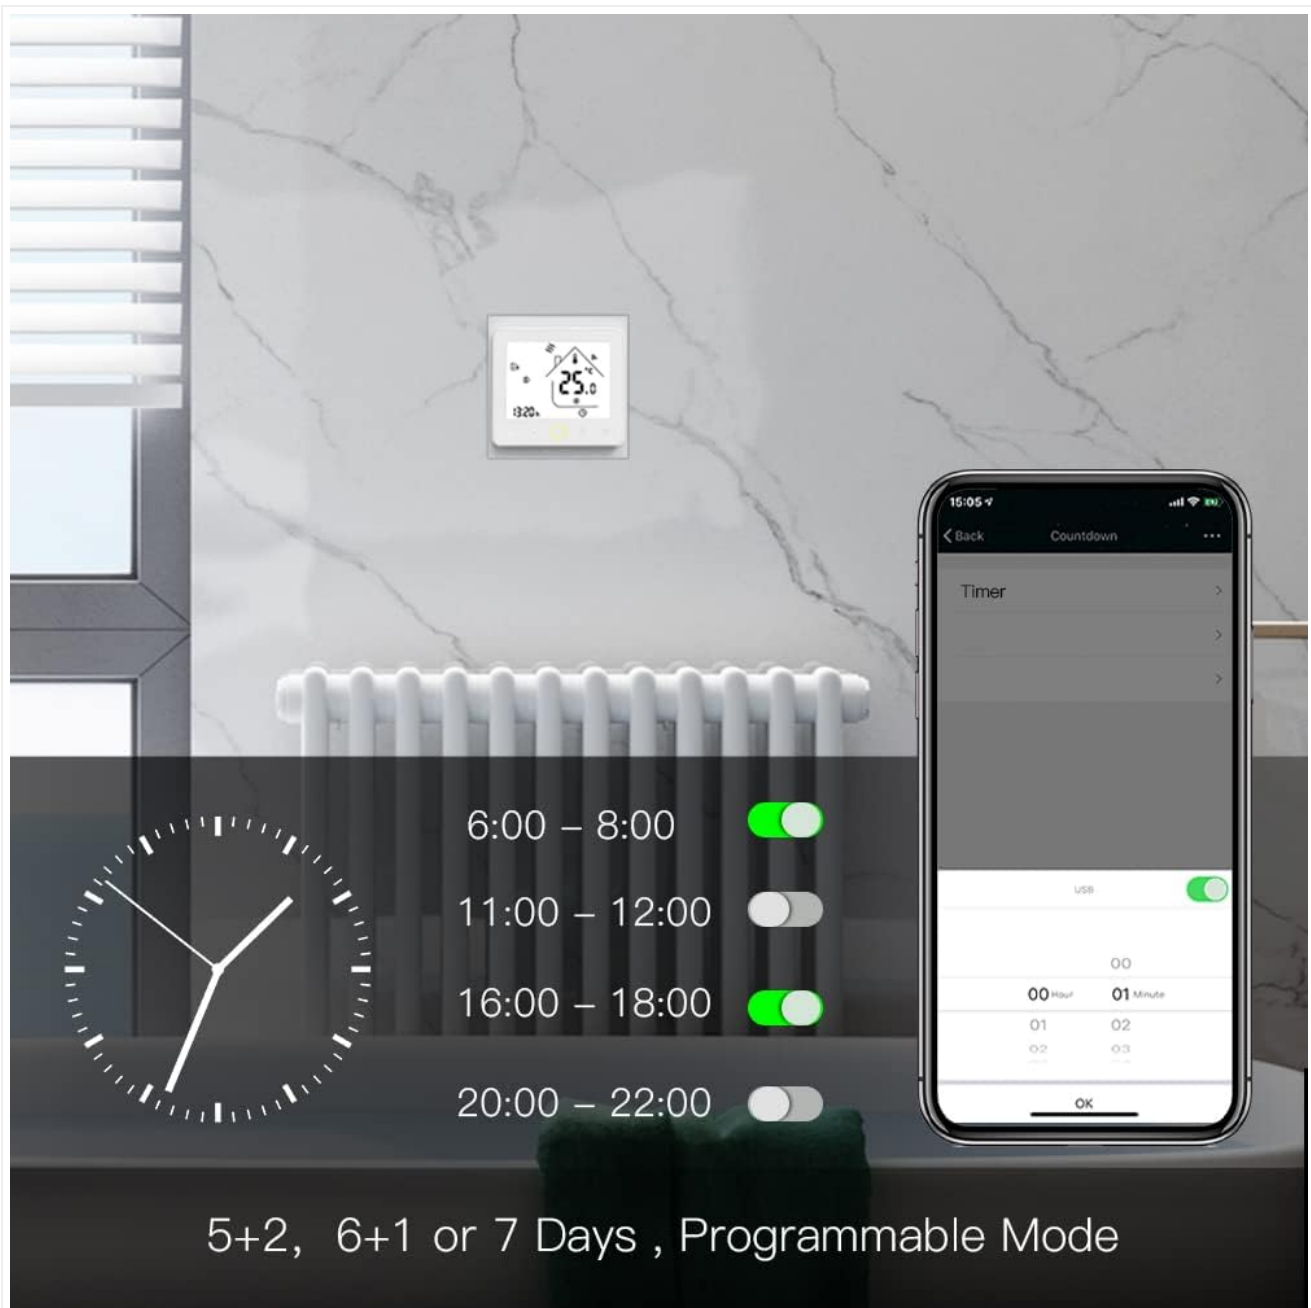 25.0
°C
13:20
15:05
Back
Countdown
Timer
6:00 – 8:00
11:00 – 12:00
16:00 – 18:00
20:00 – 22:00
USB
00
00 Hour 01 Minute
01 02
02 03
OK
5+2, 6+1 or 7 Days , Programmable Mode